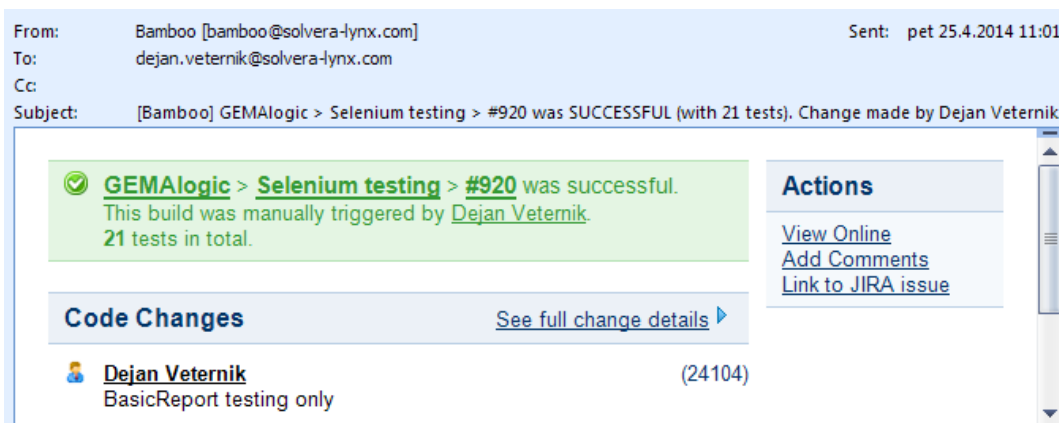 From: Bamboo [bamboo@solvera-lynx.com] Sent: pet 25.4.2014 11:01
To: dejan.veternik@solvera-lynx.com
Cc:
Subject: [Bamboo] GEMAlogic > Selenium testing > #920 was SUCCESSFUL (with 21 tests). Change made by Dejan Veternik
GEMAlogic > Selenium testing > #920 was successful.
This build was manually triggered by Dejan Veternik.
21 tests in total.
Actions
View Online
Add Comments
Link to JIRA issue
Code Changes See full change details
Dejan Veternik (24104)
BasicReport testing only